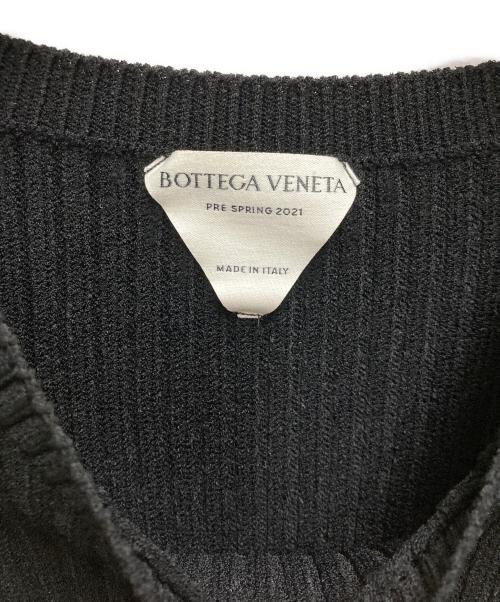 BOTTEGA VENETA
PRE SPRING 2021
MADE IN ITALY